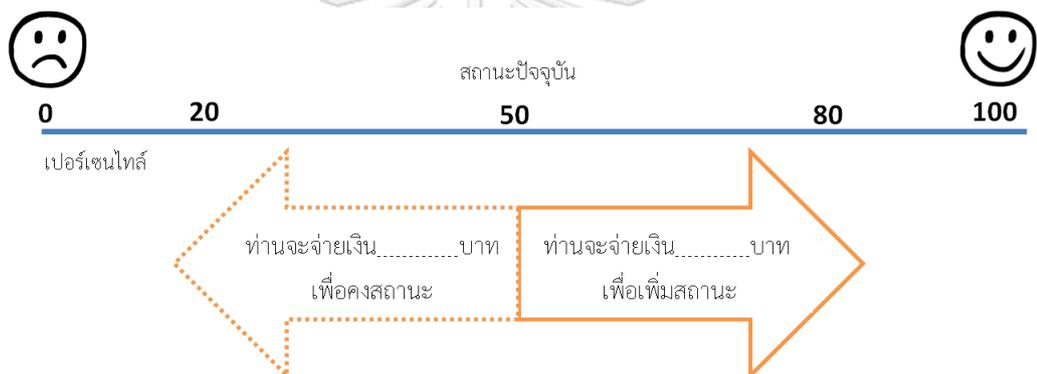 สถานะปัจจุบัน
0 20 50 80 100
เปอร์เซนไทล์
ท่านจะจ่ายเงิน...........บาท
เพื่อคงสถานะ
ท่านจะจ่ายเงิน...........บาท
เพื่อเพิ่มสถานะ